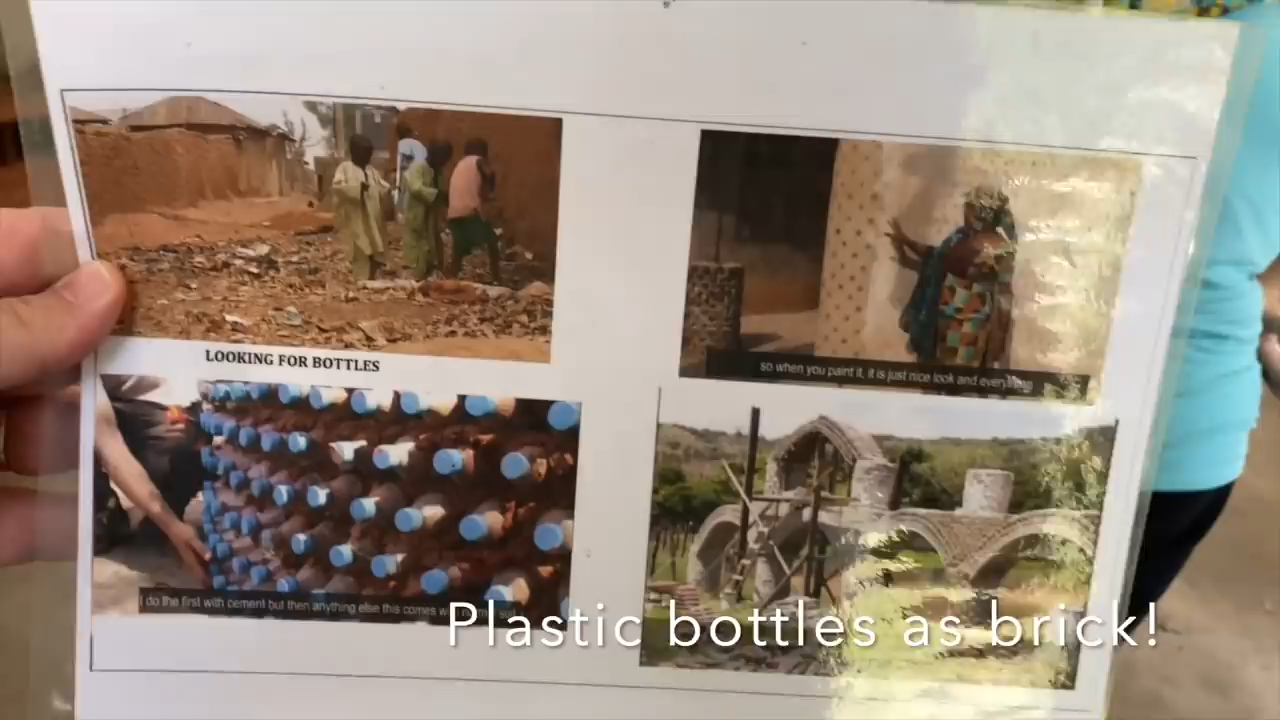 LOOKING FOR BOTTLES
so when you paint it, it is just nice look and everything
I do the first with cement but then anything else this comes
Plastic bottles as brick!